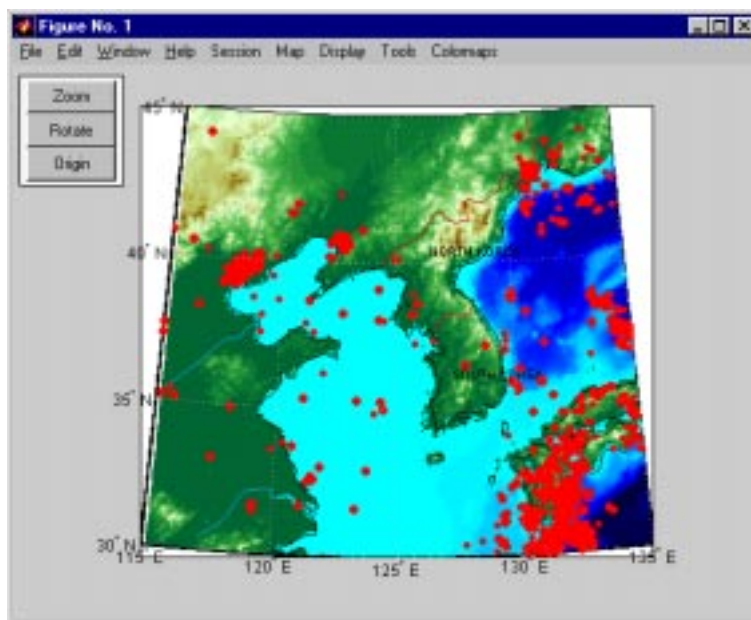 Figure No. 1
File Edit Window Help Session Map Display Tools Colormaps
Zoom
Rotate
Origin
45° N
40° N
NORTH KOREA
SOUTH KOREA
35° N
30° N
115° E
120° E
125° E
130° E
135° E